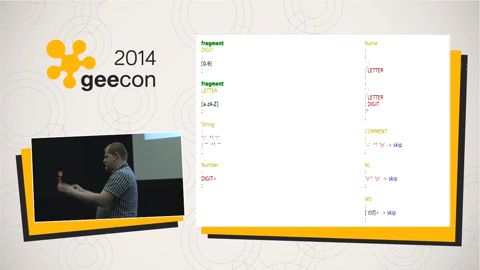 2014
geecon
fragment
DIGIT
:
[0-9]
;
fragment
LETTER
:
[a-zA-Z]
;
String
:
Number
:
DIGIT+
;
Name
:
LETTER
LETTER
DIGIT
;
COMMENT
:
-> skip
;
NL
:
-> skip
;
WS
:
-> skip
;